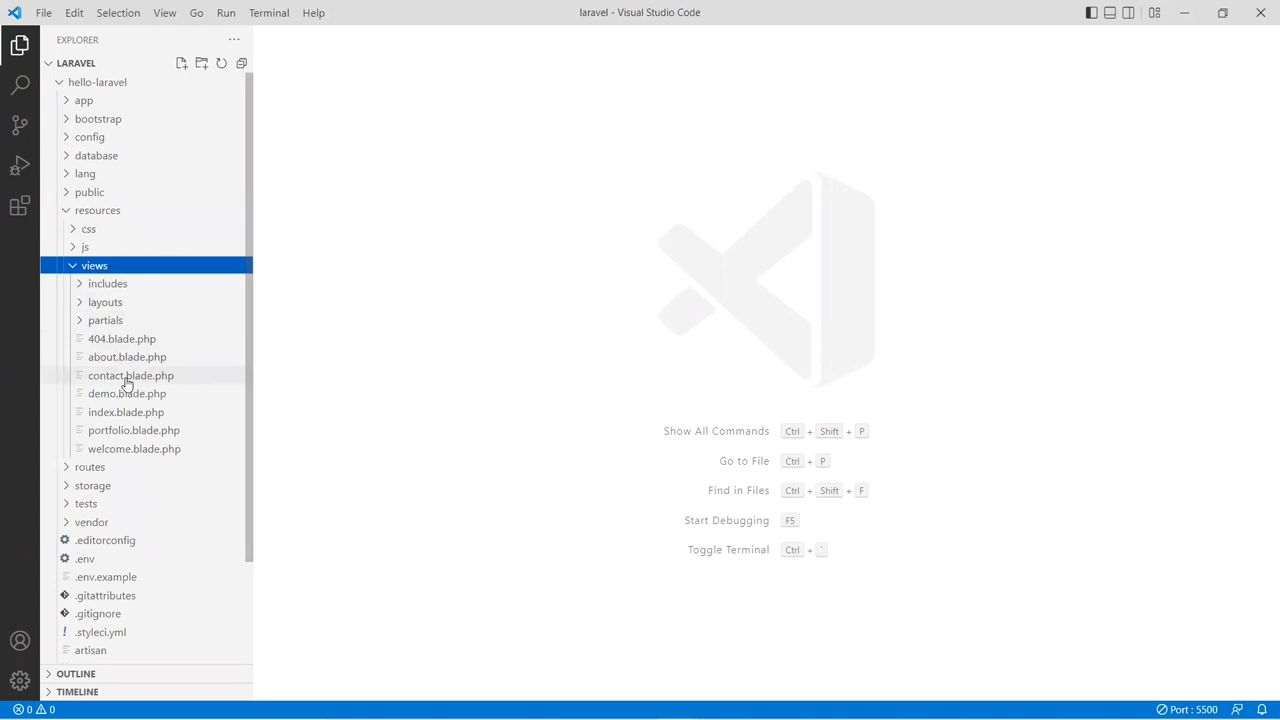 File Edit Selection View Go Run Terminal Help
laravel - Visual Studio Code
EXPLORER
LARAVEL
hello-laravel
app
bootstrap
config
database
lang
public
resources
css
js
views
includes
layouts
partials
404.blade.php
about.blade.php
contact.blade.php
demo.blade.php
index.blade.php
portfolio.blade.php
welcome.blade.php
routes
storage
tests
vendor
.editorconfig
.env
.env.example
.gitattributes
.gitignore
! .styleci.yml
artisan
OUTLINE
TIMELINE
Show All Commands Ctrl + Shift + P
Go to File Ctrl + P
Find in Files Ctrl + Shift + F
Start Debugging F5
Toggle Terminal Ctrl + `
0 0
Port : 5500